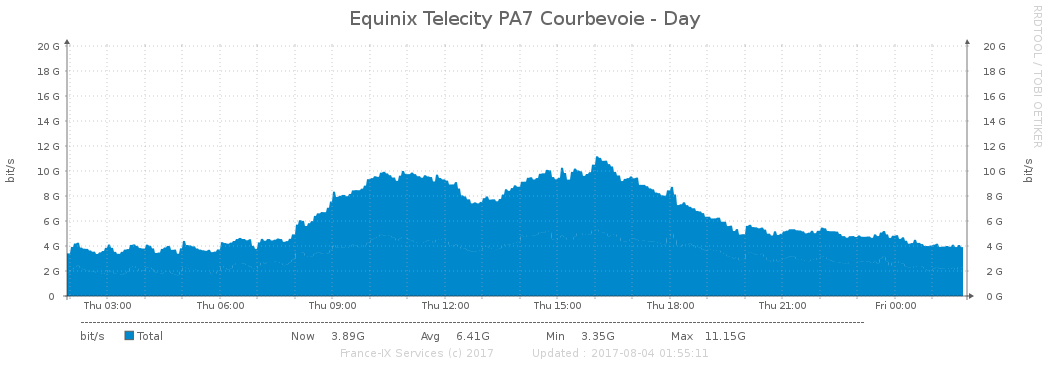 Equinix Telecity PA7 Courbevoie - Day
RRDTOOL / TOBI OETIKER
20 G 20 G
18 G 18 G
16 G 16 G
14 G 14 G
12 G 12 G
10 G 10 G
8 G 8 G
6 G 6 G
4 G 4 G
2 G 2 G
0 0 G
bit/s bit/s
Thu 03:00 Thu 06:00 Thu 09:00 Thu 12:00 Thu 15:00 Thu 18:00 Thu 21:00 Fri 00:00
bit/s Total Now 3.89G Avg 6.41G Min 3.35G Max 11.15G
France-IX Services (c) 2017 Updated : 2017-08-04 01:55:11